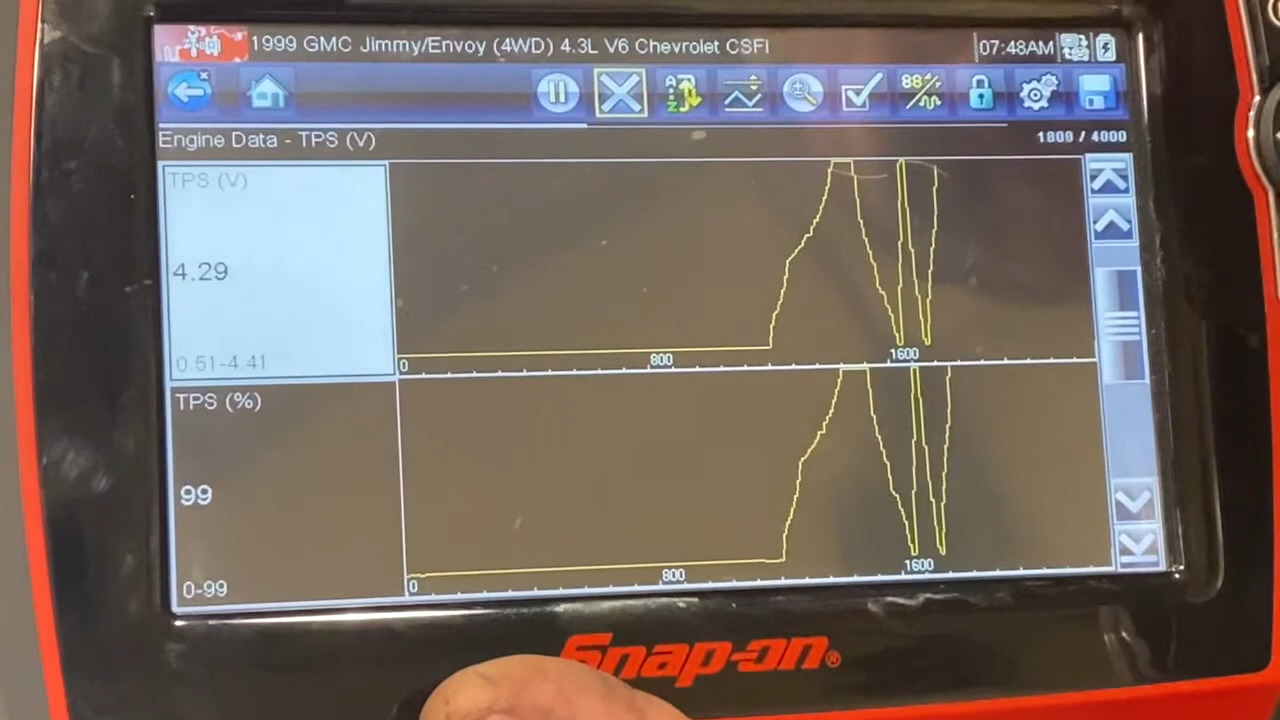 1999 GMC Jimmy/Envoy (4WD) 4.3L V6 Chevrolet CSFI
07:48AM
Engine Data - TPS (V)
1809 / 4000
TPS (V)
4.29
0.51-4.41
0 800 1600
TPS (%)
99
0-99
0 800 1600
Snap-on®